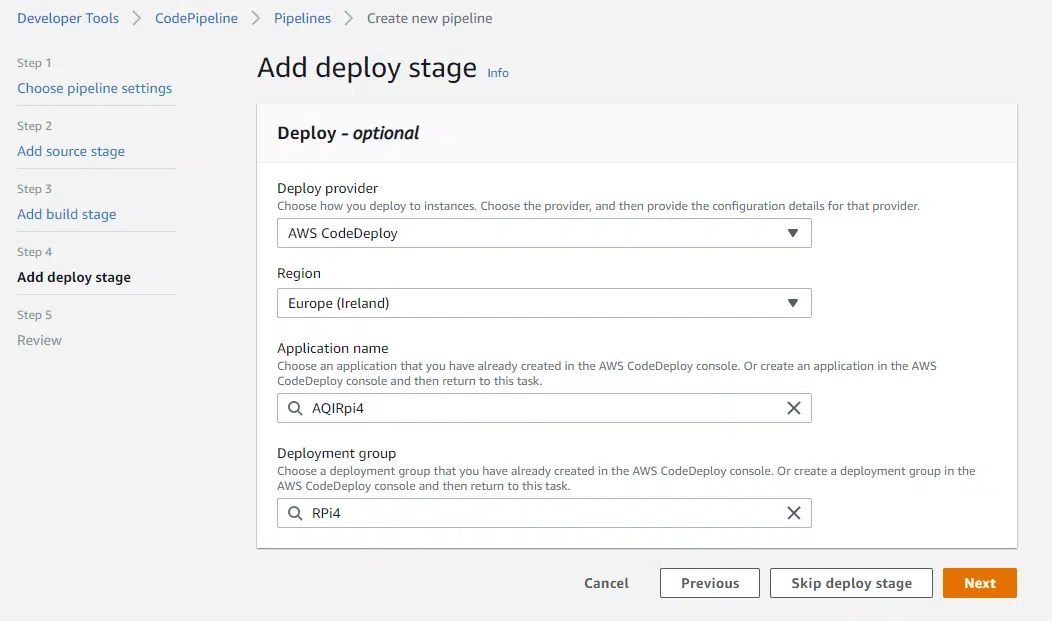 Developer Tools > CodePipeline > Pipelines > Create new pipeline
Step 1
Choose pipeline settings
Step 2
Add source stage
Step 3
Add build stage
Step 4
Add deploy stage
Step 5
Review
Add deploy stage Info
Deploy - optional
Deploy provider
Choose how you deploy to instances. Choose the provider, and then provide the configuration details for that provider.
AWS CodeDeploy
Region
Europe (Ireland)
Application name
Choose an application that you have already created in the AWS CodeDeploy console. Or create an application in the AWS
CodeDeploy console and then return to this task.
AQIRpi4
Deployment group
Choose a deployment group that you have already created in the AWS CodeDeploy console. Or create a deployment group in the
AWS CodeDeploy console and then return to this task.
RPi4
Cancel Previous Skip deploy stage Next